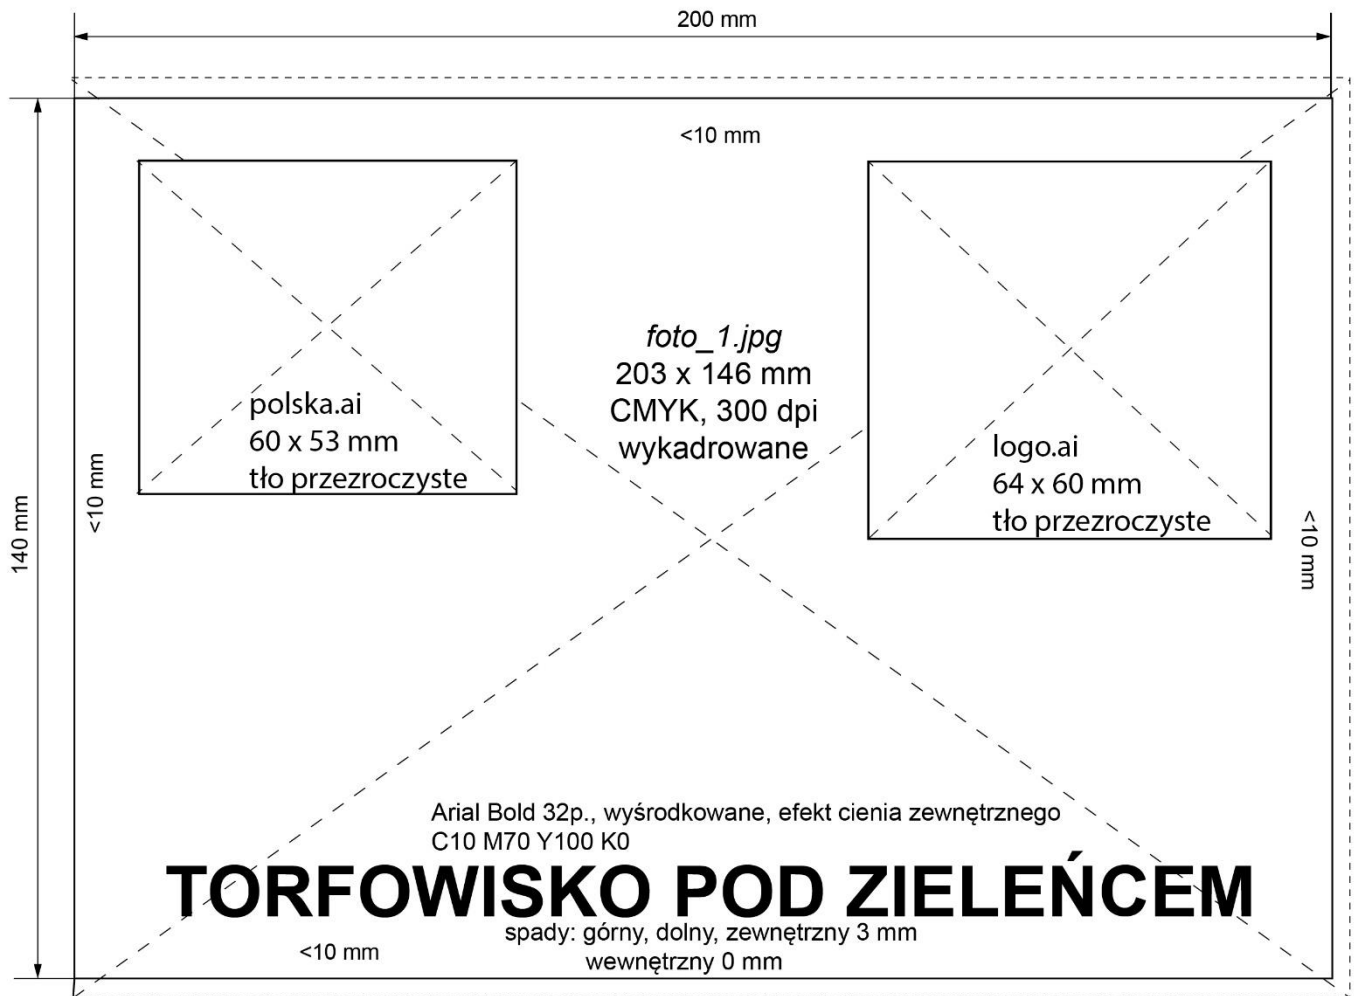 200 mm
<10 mm
foto_1.jpg
203 x 146 mm
CMYK, 300 dpi
wykadrowane
polska.ai
60 x 53 mm
tło przezroczyste
logo.ai
64 x 60 mm
tło przezroczyste
<10 mm
140 mm
<10 mm
Arial Bold 32p., wyśrodkowane, efekt cienia zewnętrznego
C10 M70 Y100 K0
TORFOWISKO POD ZIELEŃCEM
spady: górny, dolny, zewnętrzny 3 mm
<10 mm
wewnętrzny 0 mm